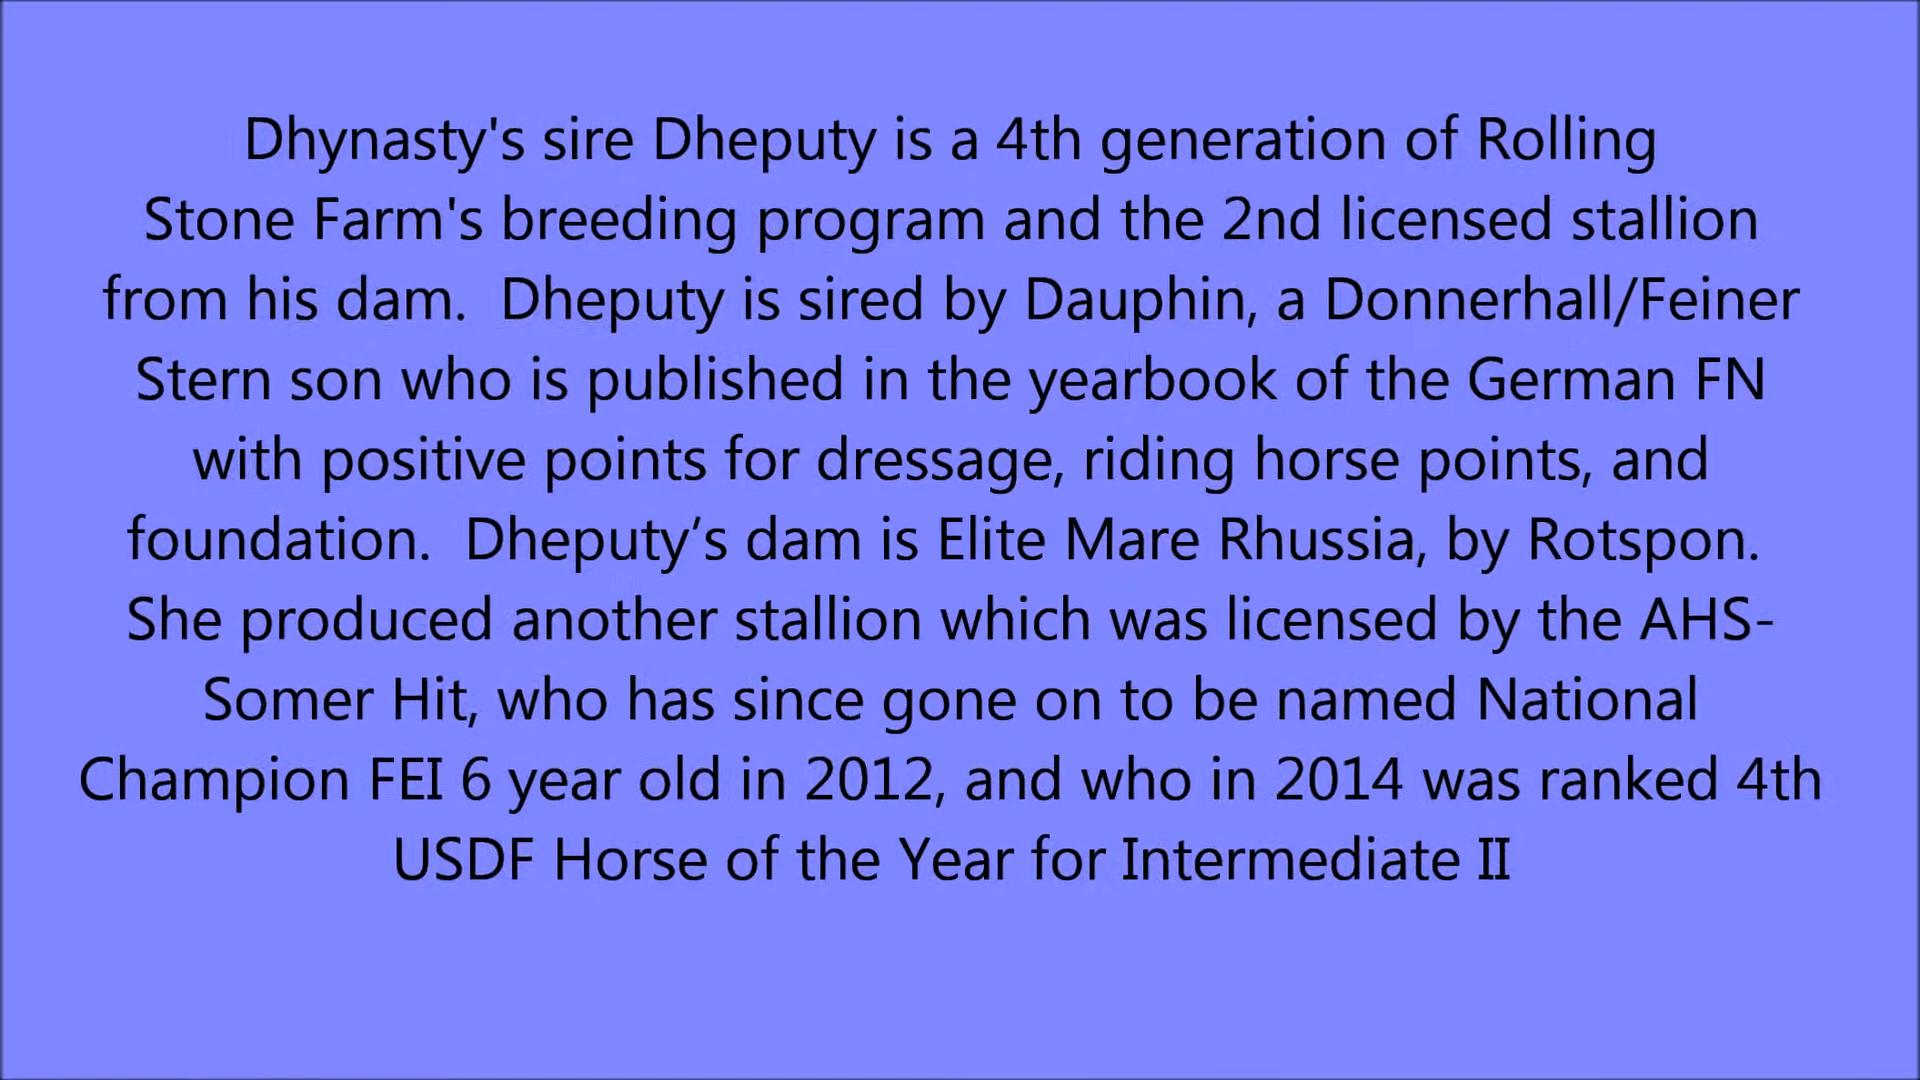 Dhynasty's sire Dheputy is a 4th generation of Rolling
Stone Farm's breeding program and the 2nd licensed stallion
from his dam.  Dheputy is sired by Dauphin, a Donnerhall/Feiner
Stern son who is published in the yearbook of the German FN
with positive points for dressage, riding horse points, and
foundation.  Dheputy’s dam is Elite Mare Rhussia, by Rotspon.
She produced another stallion which was licensed by the AHS-
Somer Hit, who has since gone on to be named National
Champion FEI 6 year old in 2012, and who in 2014 was ranked 4th
USDF Horse of the Year for Intermediate II